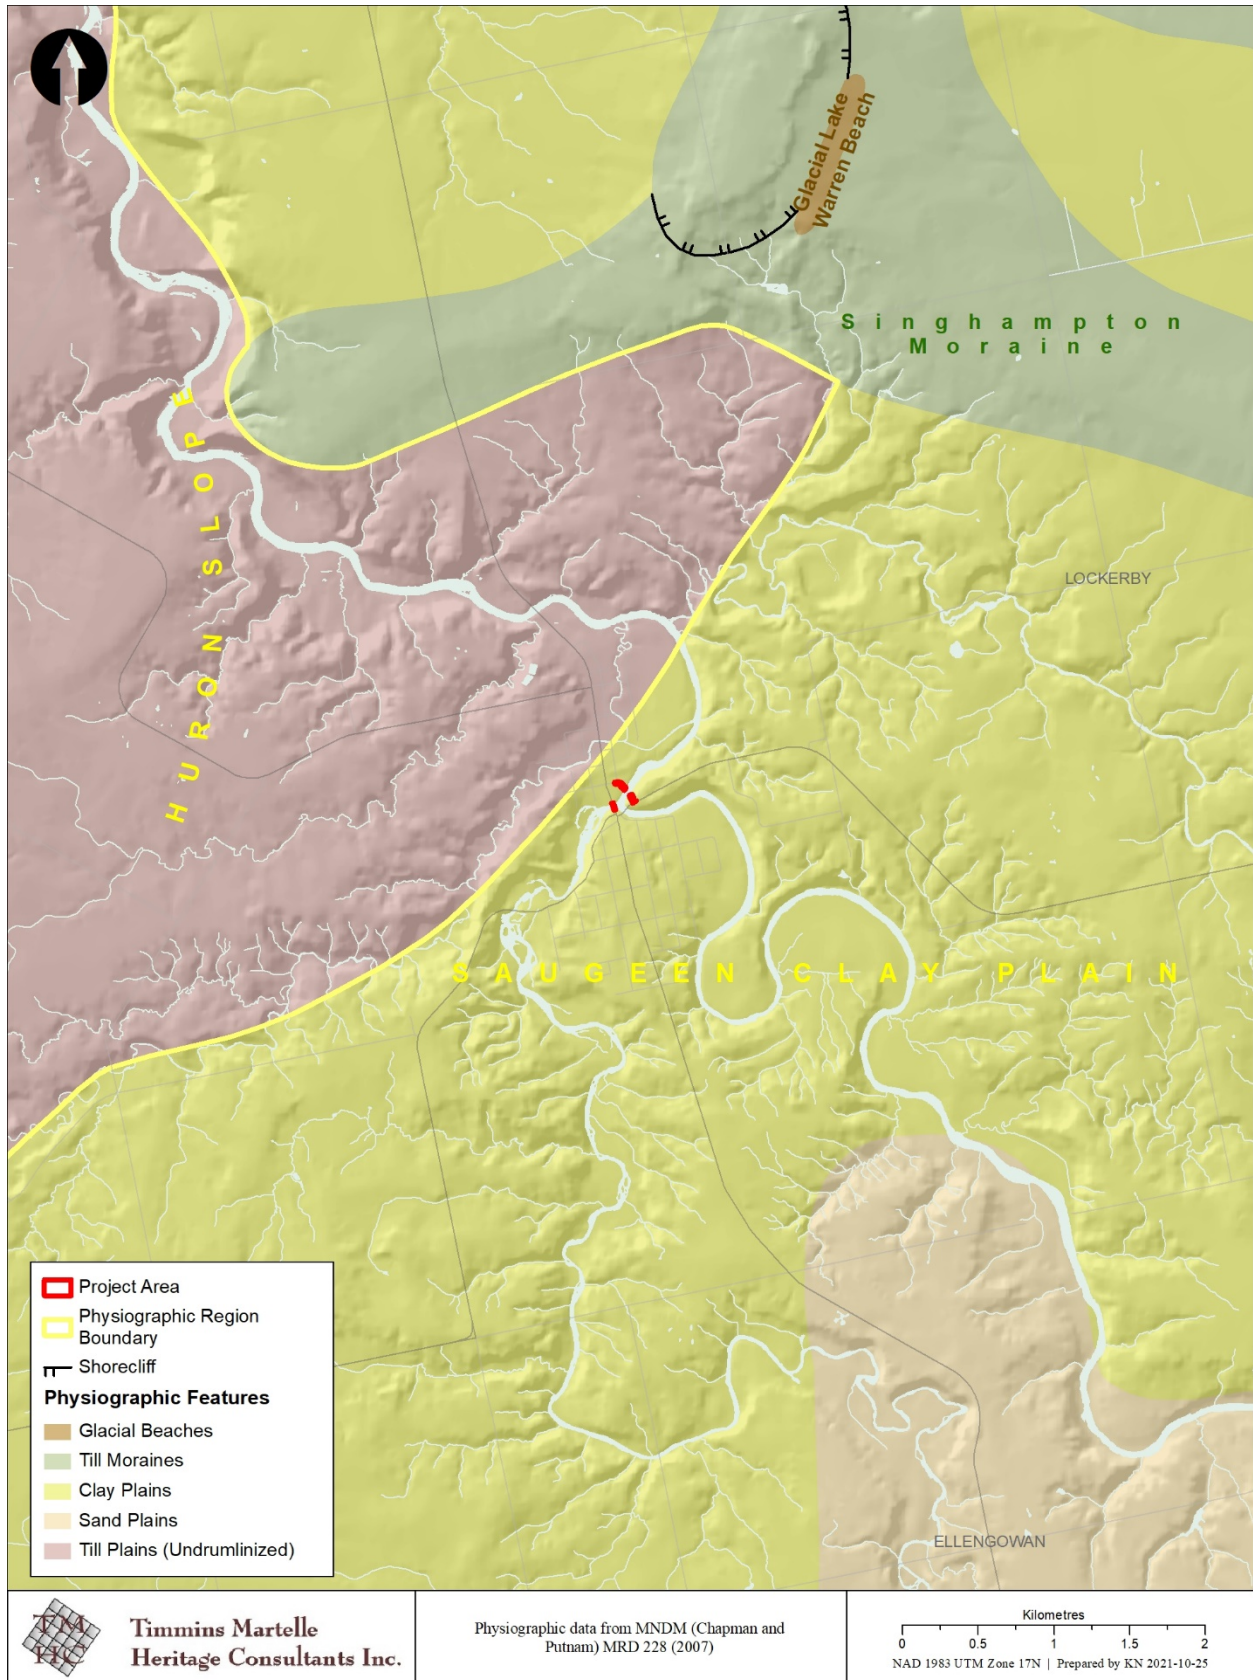 Glacial Lake
Warren Beach
Singhampton
Moraine
HURON SLOPE
LOCKERBY
SAUGEEN CLAY PLAIN
ELLENGOWAN
Project Area
Physiographic Region
Boundary
Shorecliff
Physiographic Features
Glacial Beaches
Till Moraines
Clay Plains
Sand Plains
Till Plains (Undrumlinized)
TM
HC
Timmins Martelle
Heritage Consultants Inc.
Physiographic data from MNDM (Chapman and
Putnam) MRD 228 (2007)
Kilometres
0 0.5 1 1.5 2
NAD 1983 UTM Zone 17N | Prepared by KN 2021-10-25